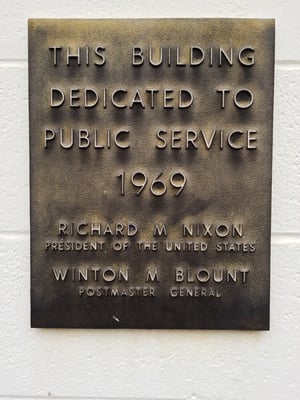 THIS BUILDING
DEDICATED TO
PUBLIC SERVICE
1969
RICHARD M NIXON
PRESIDENT OF THE UNITED STATES
WINTON M BLOUNT
POSTMASTER GENERAL